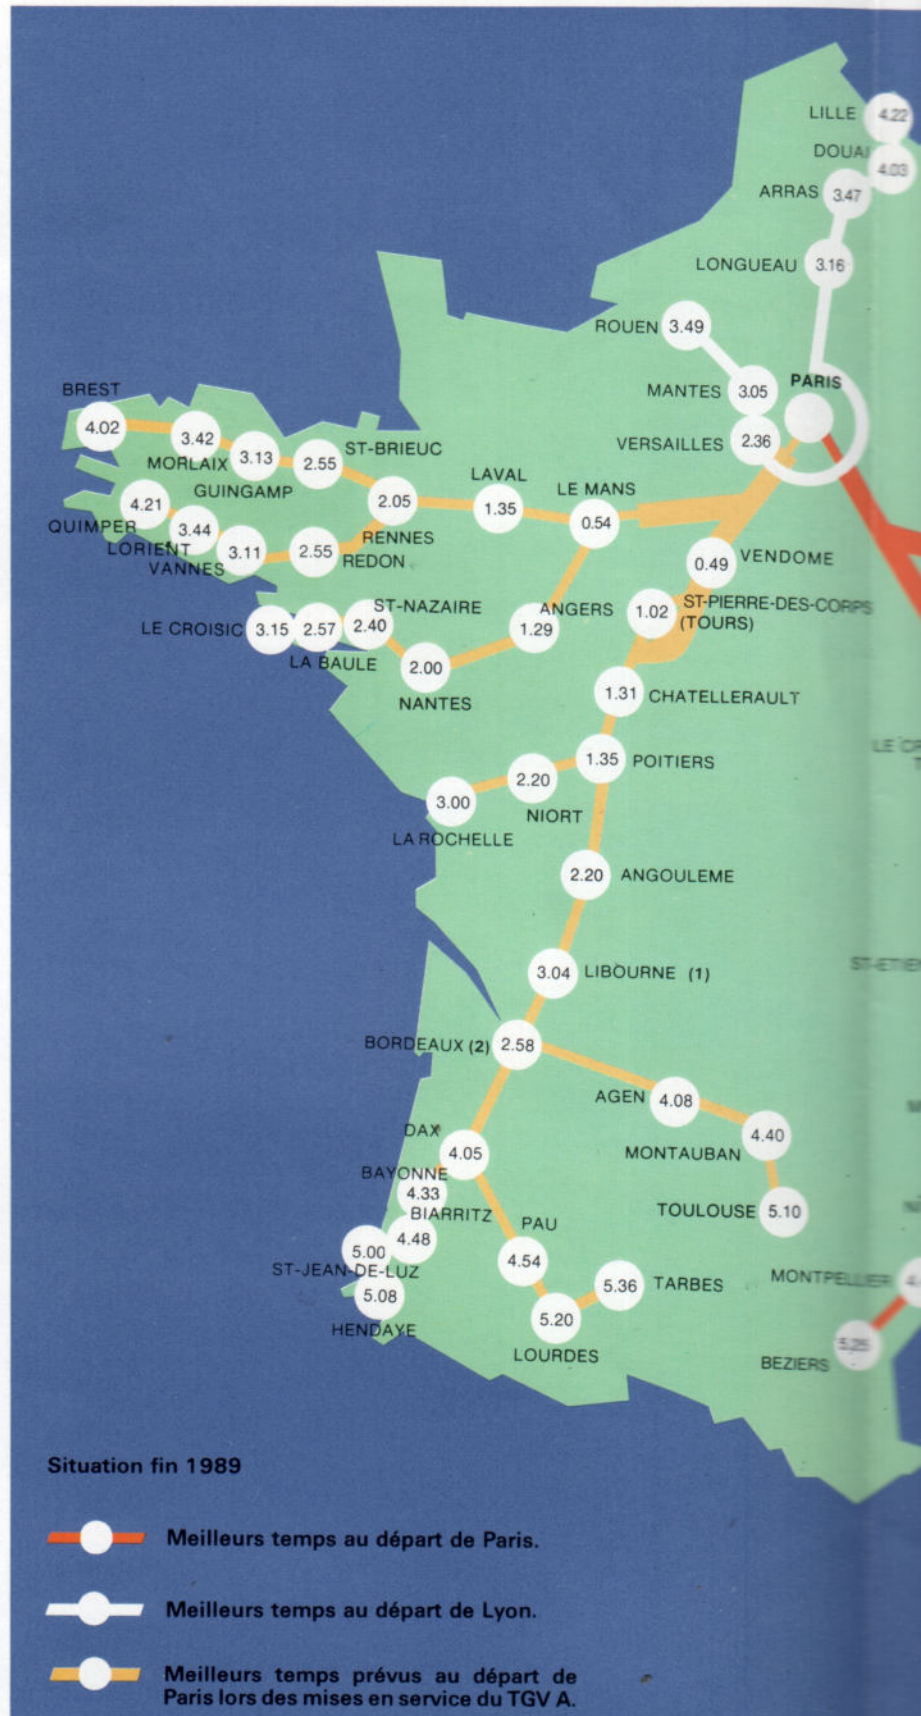 LILLE 4.22
DOUAI 4.03
ARRAS 3.47
LONGUEAU 3.16
ROUEN 3.49
MANTES 3.05
PARIS
VERSAILLES 2.36
BREST
4.02
3.42
MORLAIX
3.13
GUINGAMP
2.55
ST-BRIEUC
2.05
RENNES
LAVAL
1.35
LE MANS
0.54
4.21
QUIMPER
3.44
LORIENT
3.11
VANNES
2.55
REDON
0.49 VENDOME
1.02 ST-PIERRE-DES-CORPS
(TOURS)
ANGERS
1.29
ST-NAZAIRE
LE CROISIC 3.15 2.57 2.40
LA BAULE
2.00
NANTES
1.31 CHATELLERAULT
1.35 POITIERS
2.20
NIORT
3.00
LA ROCHELLE
2.20 ANGOULEME
3.04 LIBOURNE (1)
BORDEAUX (2) 2.58
AGEN 4.08
4.40
MONTAUBAN
TOULOUSE 5.10
DAX
4.05
BAYONNE
4.33
BIARRITZ
4.48
5.00
ST-JEAN-DE-LUZ
5.08
HENDAYE
PAU
4.54
5.36 TARBES
5.20
LOURDES
MONTPELLIER
5.25
BEZIERS
LE
ST-ETIEN
Situation fin 1989
Meilleurs temps au départ de Paris.
Meilleurs temps au départ de Lyon.
Meilleurs temps prévus au départ de
Paris lors des mises en service du TGV A.